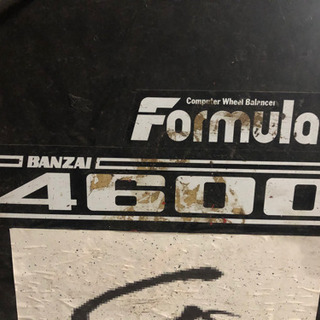 Computer Wheel Balancer
Formula
BANZAI
4600